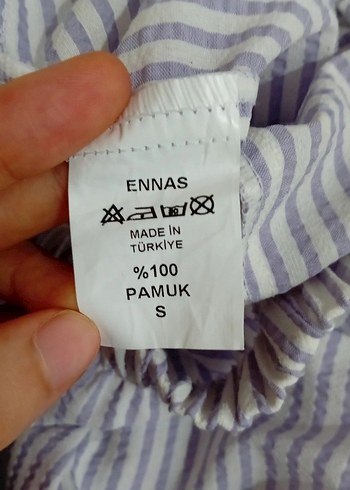 ENNAS
MADE İN
TÜRKİYE
%100
PAMUK
S